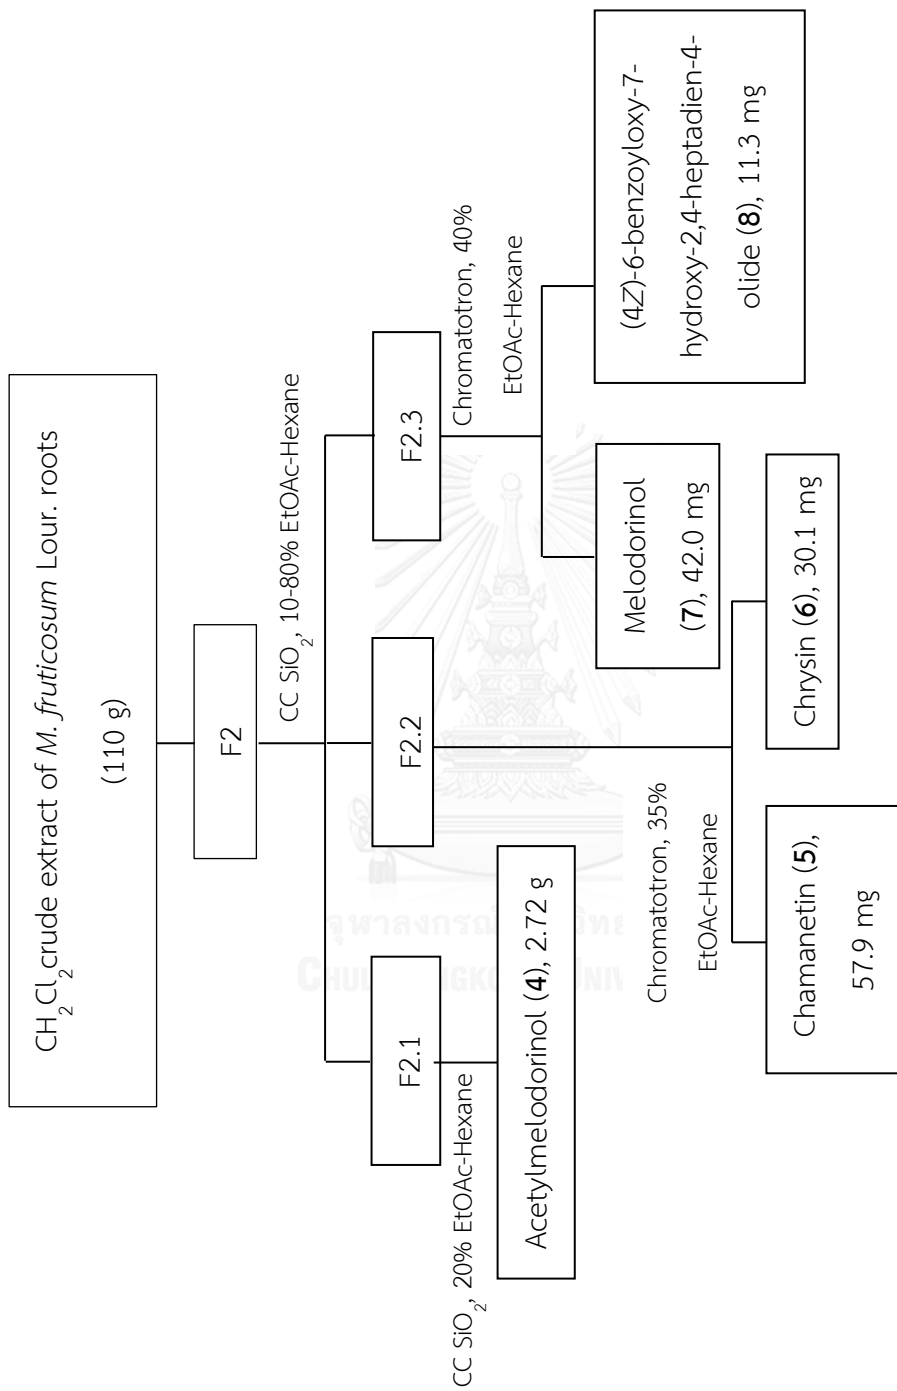 CH₂Cl₂ crude extract of M. fruticosum Lour. roots
(110 g)
F2
CC SiO₂, 10-80% EtOAc-Hexane
F2.1
F2.2
F2.3
CC SiO₂, 20% EtOAc-Hexane
Acetylmelodorinol (4), 2.72 g
Chromatotron, 35%
EtOAc-Hexane
Chamanetin (5),
57.9 mg
Chrysin (6), 30.1 mg
Chromatotron, 40%
EtOAc-Hexane
Melodorinol
(7), 42.0 mg
(4Z)-6-benzoyloxy-7-
hydroxy-2,4-heptadien-4-
olide (8), 11.3 mg